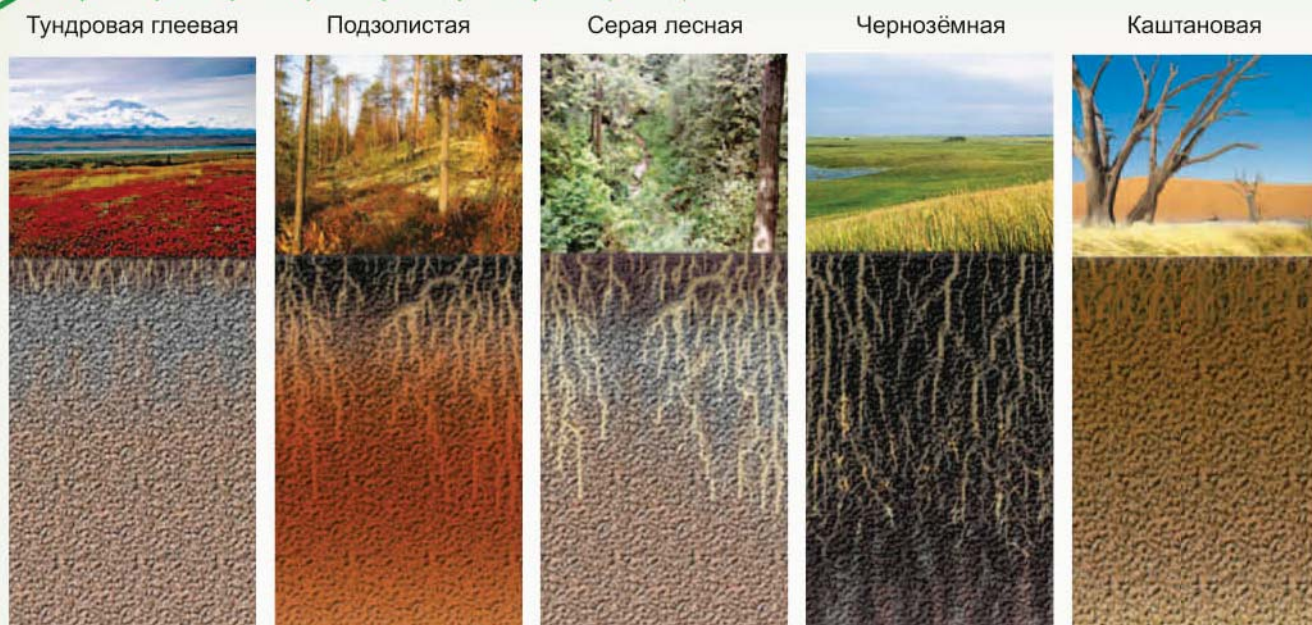 Тундровая глеевая
Подзолистая
Серая лесная
Чернозёмная
Каштановая